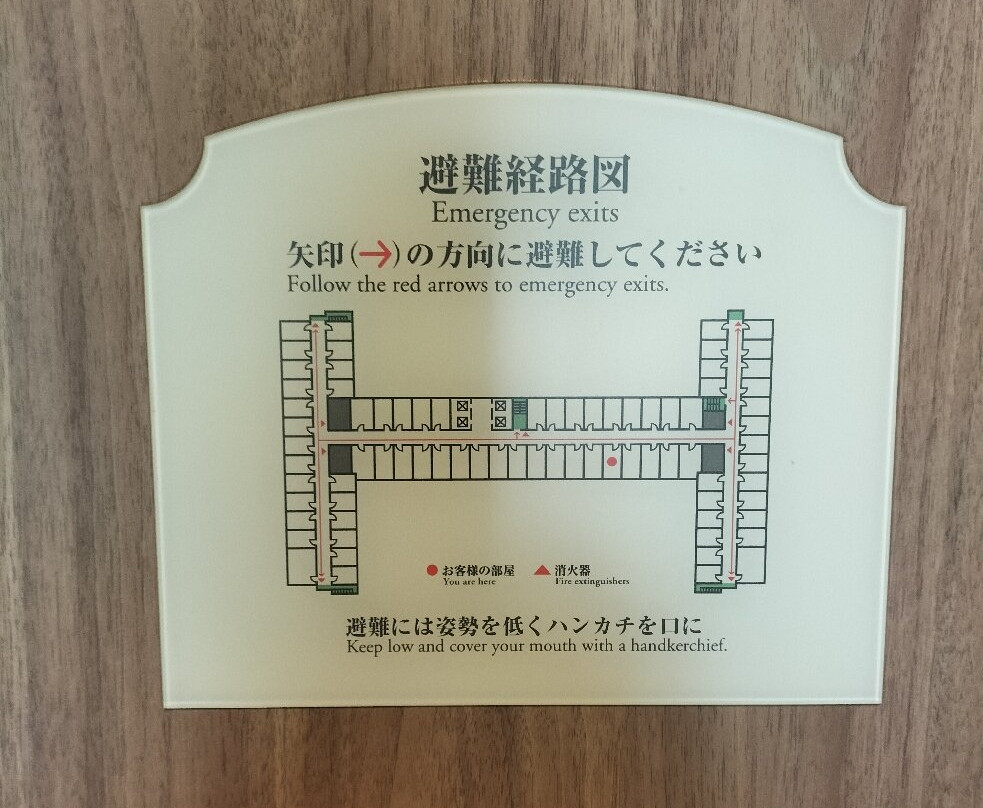 避難経路図
Emergency exits
矢印(→)の方向に避難してください
Follow the red arrows to emergency exits.
お客様の部屋
You are here
消火器
Fire extinguishers
避難には姿勢を低くハンカチを口に
Keep low and cover your mouth with a handkerchief.